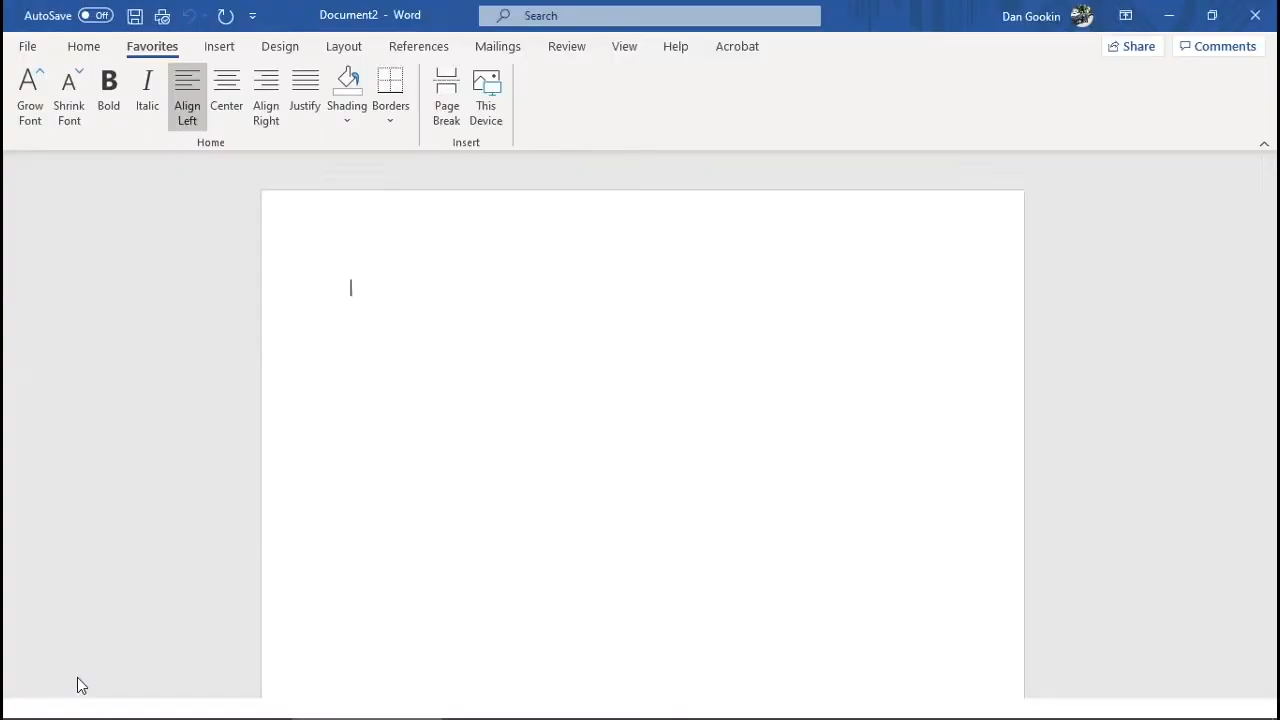 AutoSave Off Document2 - Word Search Dan Gookin
File Home Favorites Insert Design Layout References Mailings Review View Help Acrobat Share Comments
Grow Font Shrink Font B Bold I Italic Align Left Center Align Right Justify Shading Borders Page Break This Device
Home Insert